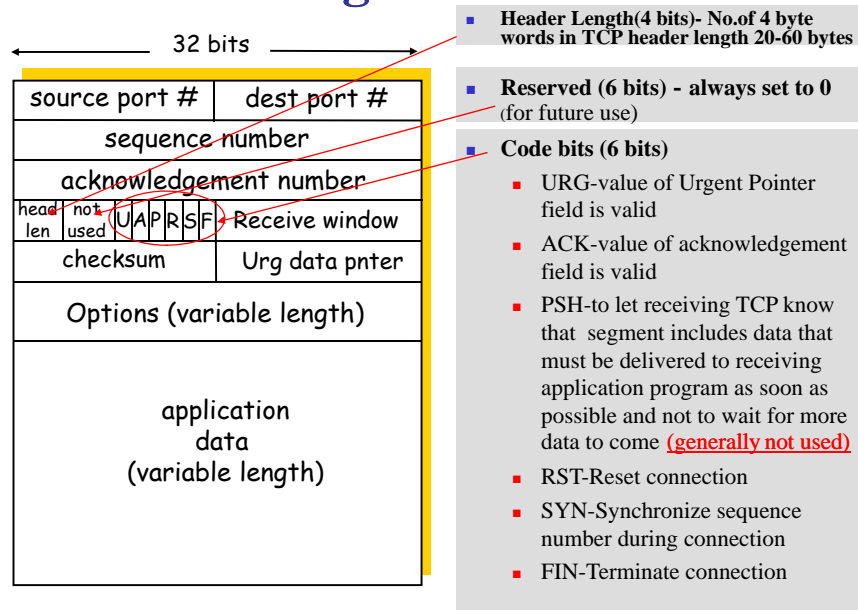 32 bits
source port # dest port #
sequence number
acknowledgement number
head len not used U A P R S F Receive window
checksum Urg data pnter
Options (variable length)
application
data
(variable length)
■ Header Length(4 bits)- No.of 4 byte
words in TCP header length 20-60 bytes
■ Reserved (6 bits) - always set to 0
(for future use)
■ Code bits (6 bits)
■ URG-value of Urgent Pointer
field is valid
■ ACK-value of acknowledgement
field is valid
■ PSH-to let receiving TCP know
that segment includes data that
must be delivered to receiving
application program as soon as
possible and not to wait for more
data to come (generally not used)
■ RST-Reset connection
■ SYN-Synchronize sequence
number during connection
■ FIN-Terminate connection